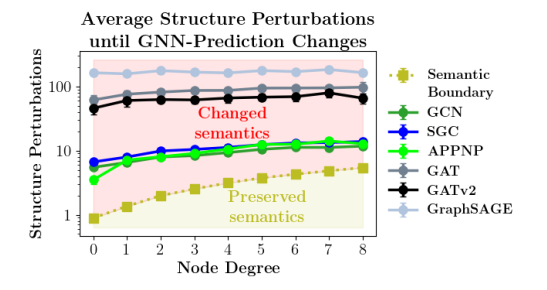 Average Structure Perturbations
until GNN-Prediction Changes
Structure Perturbations
100
10
1
Changed
semantics
Preserved
semantics
0 1 2 3 4 5 6 7 8
Node Degree
Semantic
Boundary
GCN
SGC
APPNP
GAT
GATv2
GraphSAGE